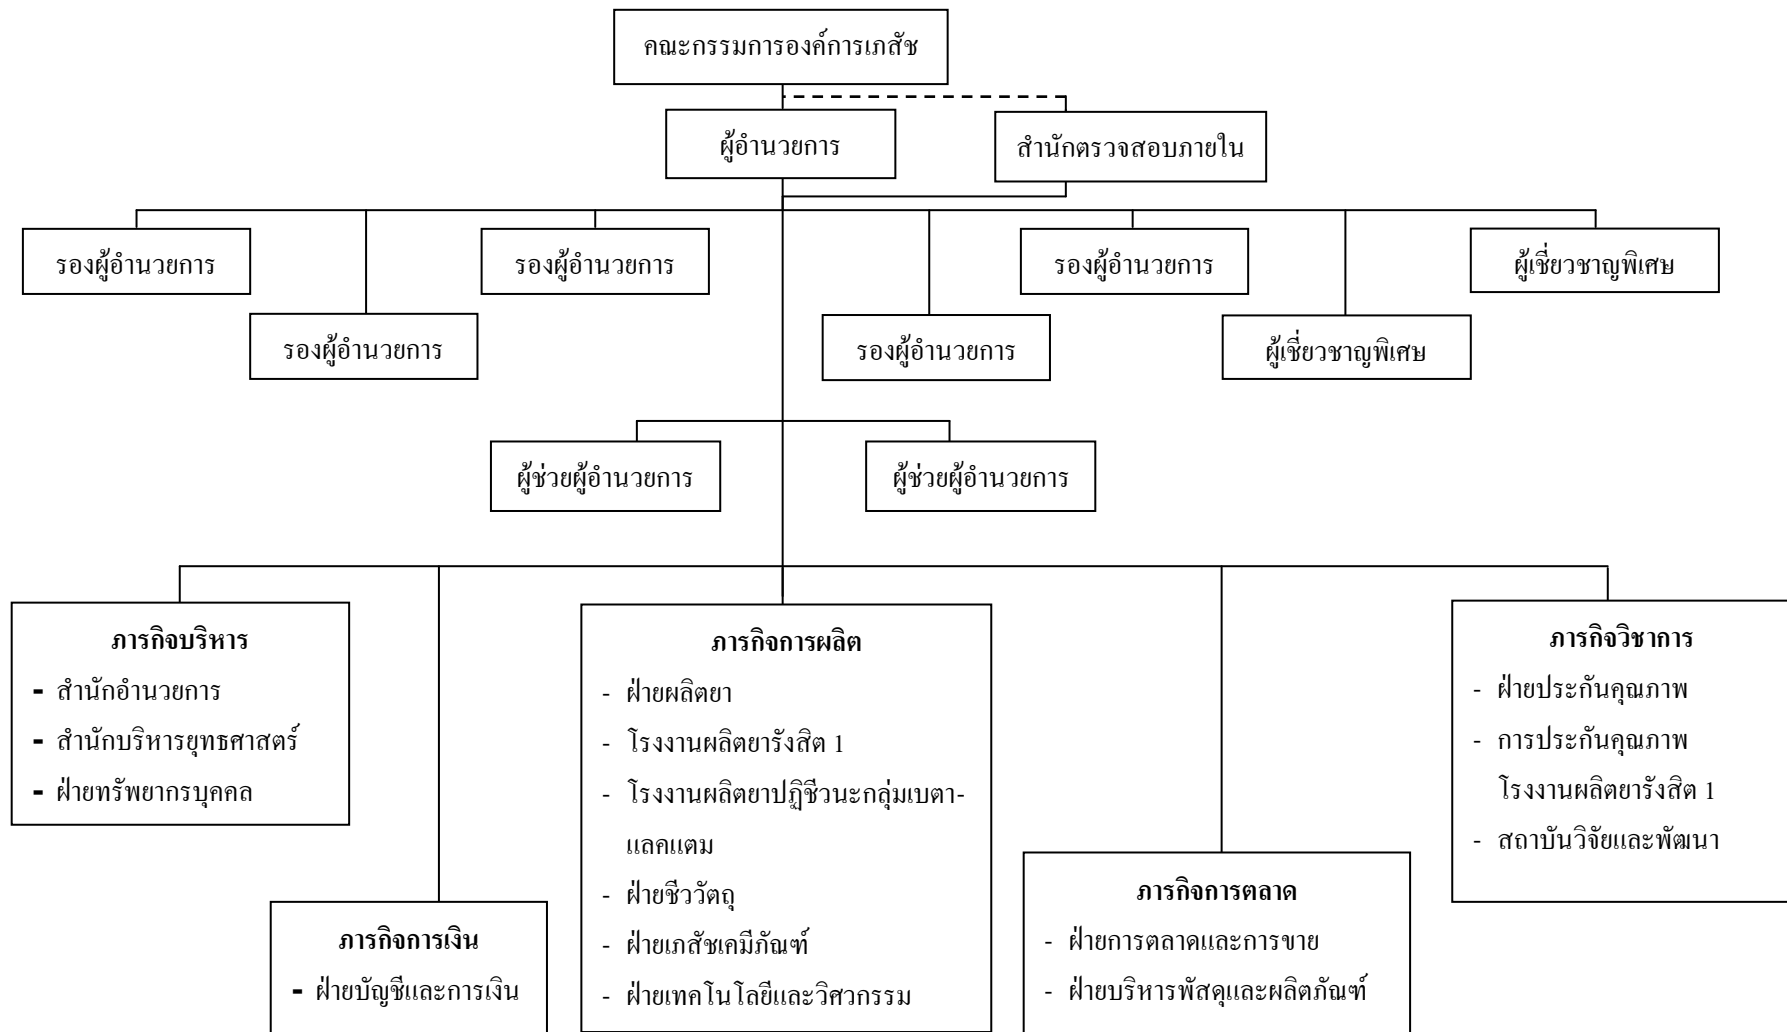 คณะกรรมการองค์การเภสัช
ผู้อำนวยการ
สำนักตรวจสอบภายใน
รองผู้อำนวยการ
รองผู้อำนวยการ
รองผู้อำนวยการ
ผู้เชี่ยวชาญพิเศษ
รองผู้อำนวยการ
รองผู้อำนวยการ
ผู้เชี่ยวชาญพิเศษ
ผู้ช่วยผู้อำนวยการ
ผู้ช่วยผู้อำนวยการ
ภารกิจบริหาร
- สำนักอำนวยการ
- สำนักบริหารยุทธศาสตร์
- ฝ่ายทรัพยากรบุคคล
ภารกิจการเงิน
- ฝ่ายบัญชีและการเงิน
ภารกิจการผลิต
- ฝ่ายผลิตยา
- โรงงานผลิตยารังสิต 1
- โรงงานผลิตยาปฏิชีวนะกลุ่มเบตา-
แลคแตม
- ฝ่ายชีววัตถุ
- ฝ่ายเภสัชเคมีภัณฑ์
- ฝ่ายเทคโนโลยีและวิศวกรรม
ภารกิจการตลาด
- ฝ่ายการตลาดและการขาย
- ฝ่ายบริหารพัสดุและผลิตภัณฑ์
ภารกิจวิชาการ
- ฝ่ายประกันคุณภาพ
- การประกันคุณภาพ
โรงงานผลิตยารังสิต 1
- สถาบันวิจัยและพัฒนา